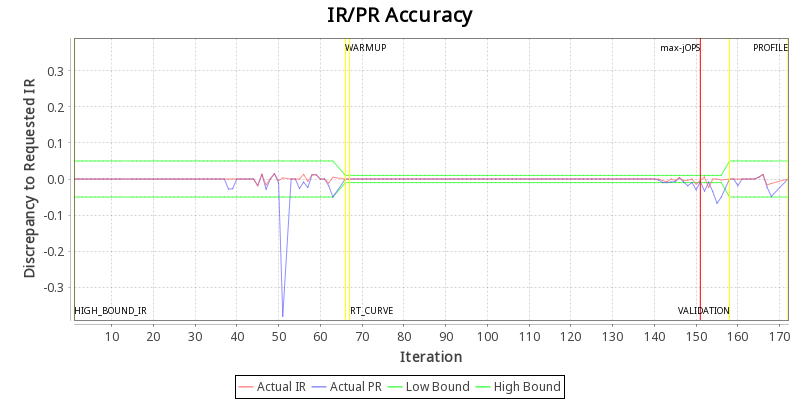 IR/PR Accuracy
WARMUP
max-jOPS
PROFILE
0.3
0.2
0.1
0.0
-0.1
-0.2
-0.3
Discrepancy to Requested IR
HIGH_BOUND_IR
RT_CURVE
VALIDATION
10 20 30 40 50 60 70 80 90 100 110 120 130 140 150 160 170
Iteration
Actual IR Actual PR Low Bound High Bound